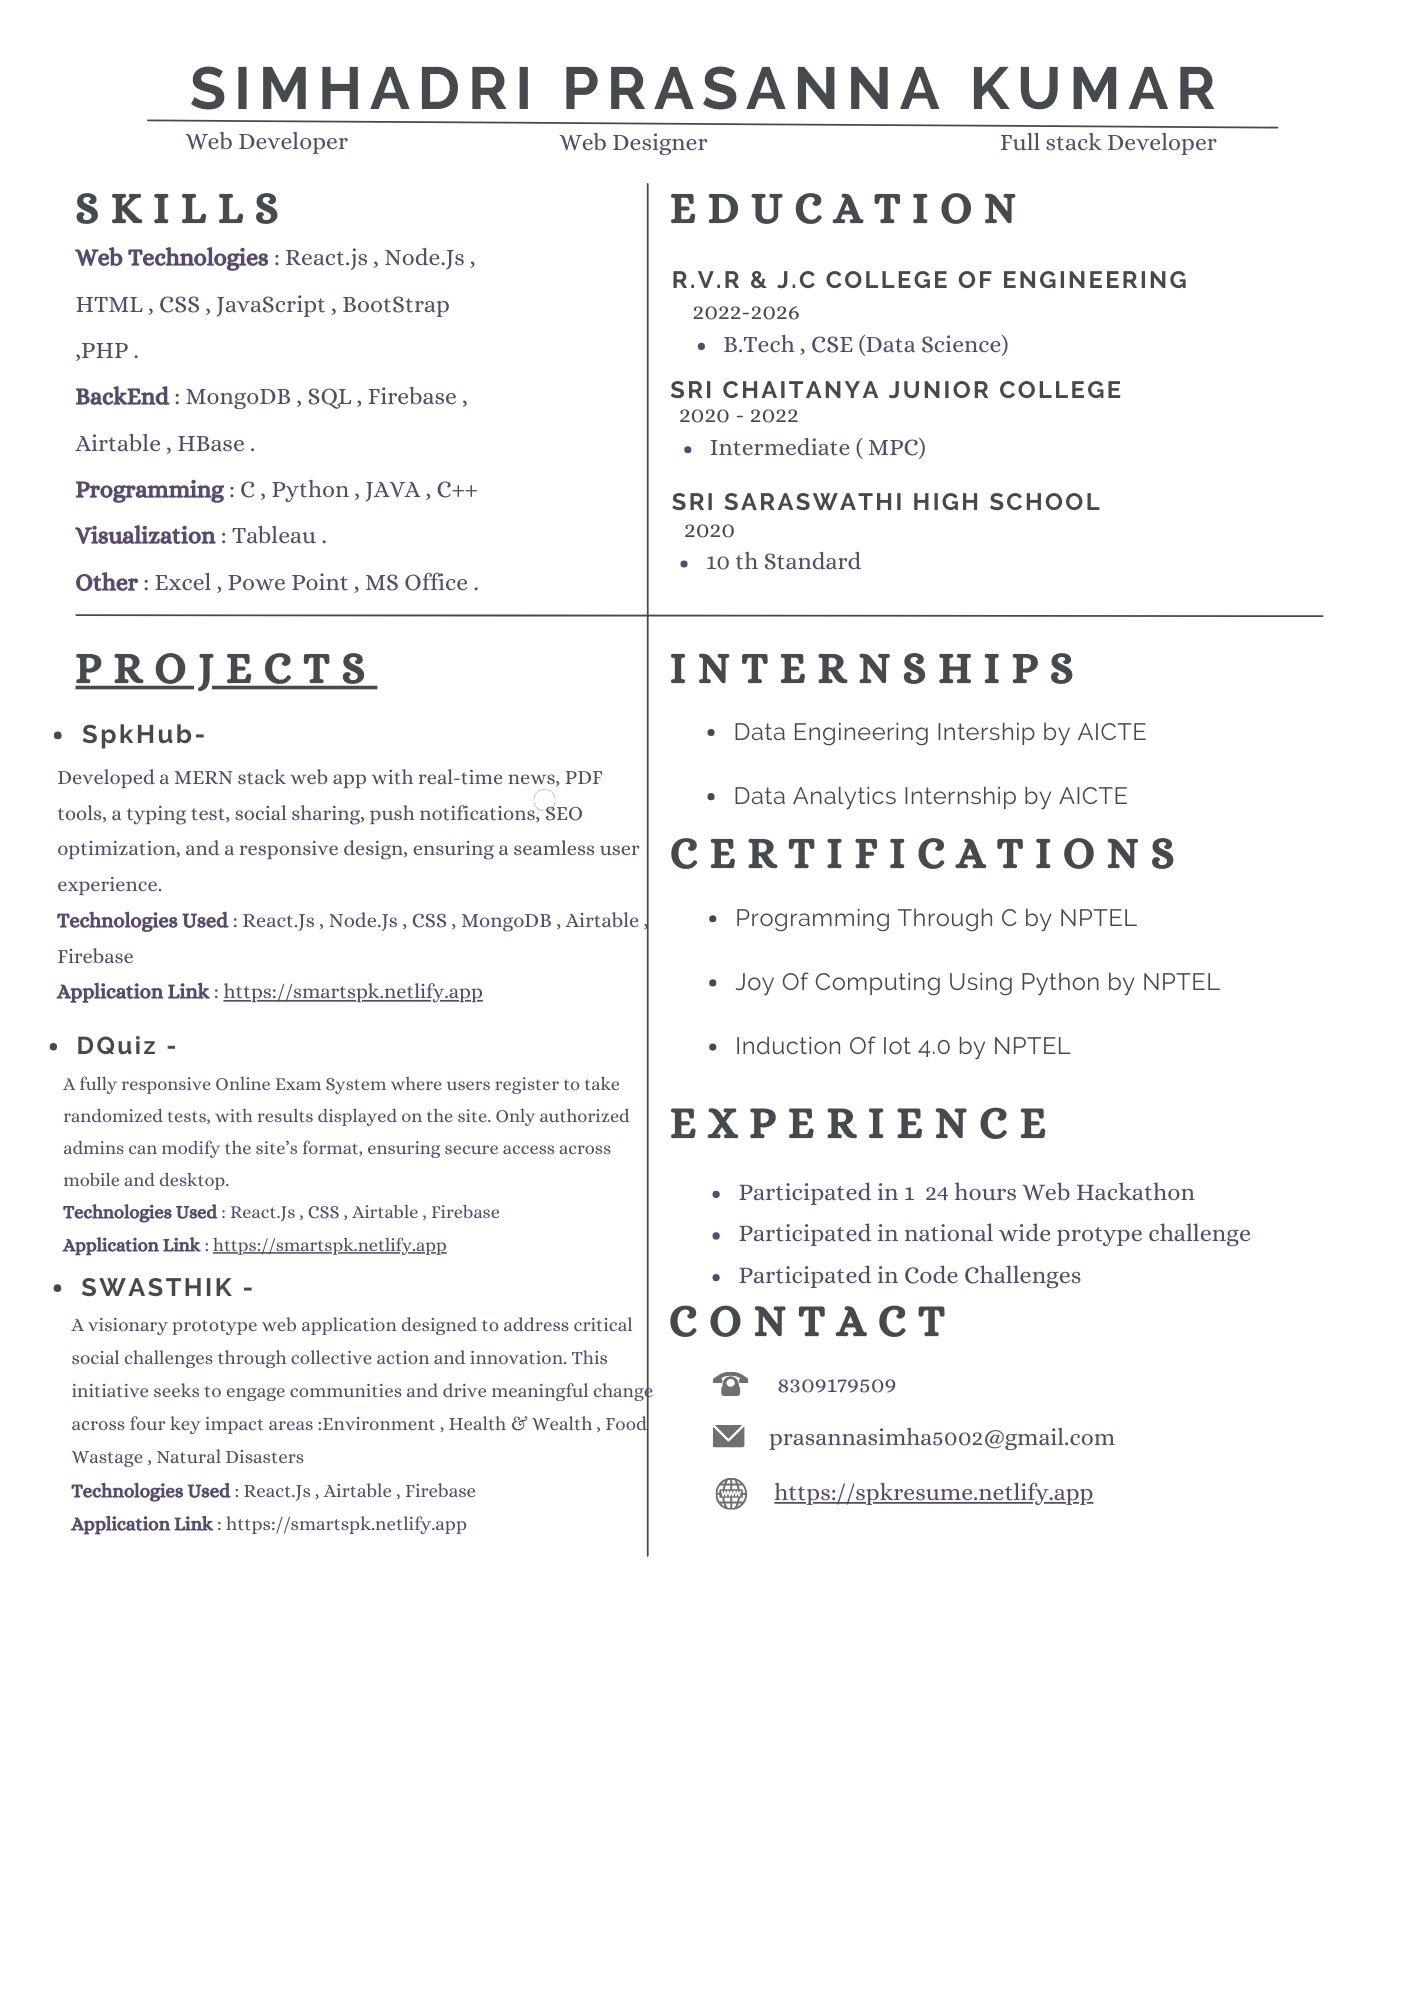 SIMHADRI PRASANNA KUMAR
Web Developer
Web Designer
Full stack Developer
SKILLS
Web Technologies : React.js , Node.Js ,
HTML , CSS , JavaScript , BootStrap
,PHP .
BackEnd : MongoDB , SQL , Firebase ,
Airtable , HBase .
Programming : C , Python , JAVA , C++
Visualization : Tableau .
Other : Excel , Powe Point , MS Office .
EDUCATION
R.V.R & J.C COLLEGE OF ENGINEERING
2022-2026
• B.Tech , CSE (Data Science)
SRI CHAITANYA JUNIOR COLLEGE
2020 - 2022
• Intermediate ( MPC)
SRI SARASWATHI HIGH SCHOOL
2020
• 10 th Standard
PROJECTS
• SpkHub-
Developed a MERN stack web app with real-time news, PDF
tools, a typing test, social sharing, push notifications, SEO
optimization, and a responsive design, ensuring a seamless user
experience.
Technologies Used : React.Js , Node.Js , CSS , MongoDB , Airtable ,
Firebase
Application Link : https://smartspk.netlify.app
• DQuiz -
A fully responsive Online Exam System where users register to take
randomized tests, with results displayed on the site. Only authorized
admins can modify the site’s format, ensuring secure access across
mobile and desktop.
Technologies Used : React.Js , CSS , Airtable , Firebase
Application Link : https://smartspk.netlify.app
• SWASTHIK -
A visionary prototype web application designed to address critical
social challenges through collective action and innovation. This
initiative seeks to engage communities and drive meaningful change
across four key impact areas :Environment , Health & Wealth , Food
Wastage , Natural Disasters
Technologies Used : React.Js , Airtable , Firebase
Application Link : https://smartspk.netlify.app
INTERNSHIPS
• Data Engineering Intership by AICTE
• Data Analytics Internship by AICTE
CERTIFICATIONS
• Programming Through C by NPTEL
• Joy Of Computing Using Python by NPTEL
• Induction Of Iot 4.0 by NPTEL
EXPERIENCE
• Participated in 1 24 hours Web Hackathon
• Participated in national wide protype challenge
• Participated in Code Challenges
CONTACT
8309179509
prasannasimha5002@gmail.com
https://spkresume.netlify.app